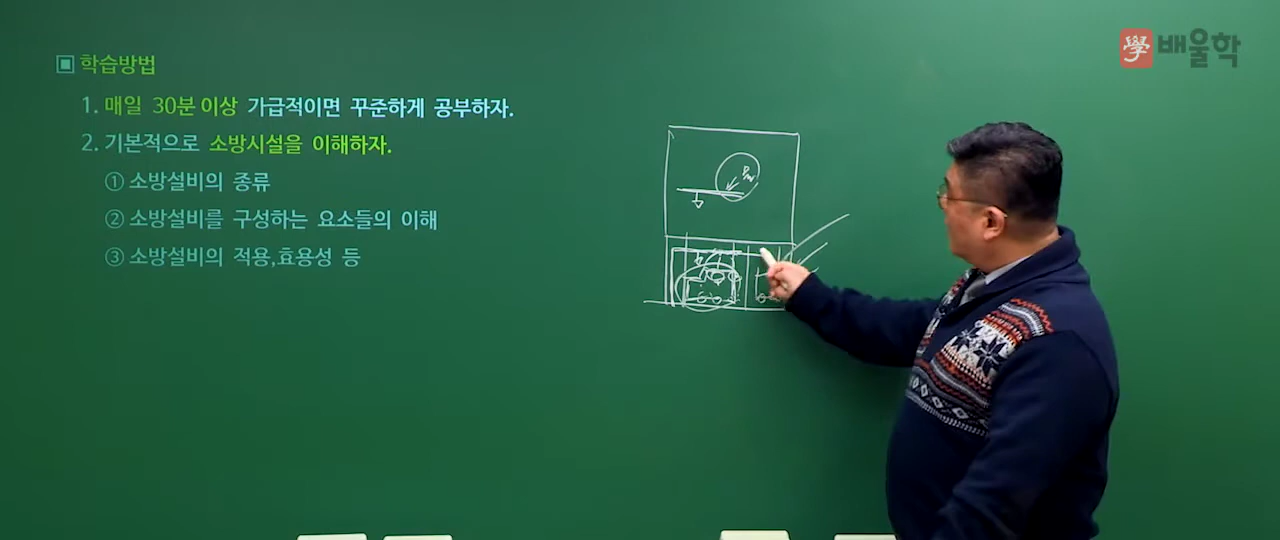 學 배울학
▣ 학습방법
1. 매일 30분 이상 가급적이면 꾸준하게 공부하자.
2. 기본적으로 소방시설을 이해하자.
① 소방설비의 종류
② 소방설비를 구성하는 요소들의 이해
③ 소방설비의 적용,효용성 등